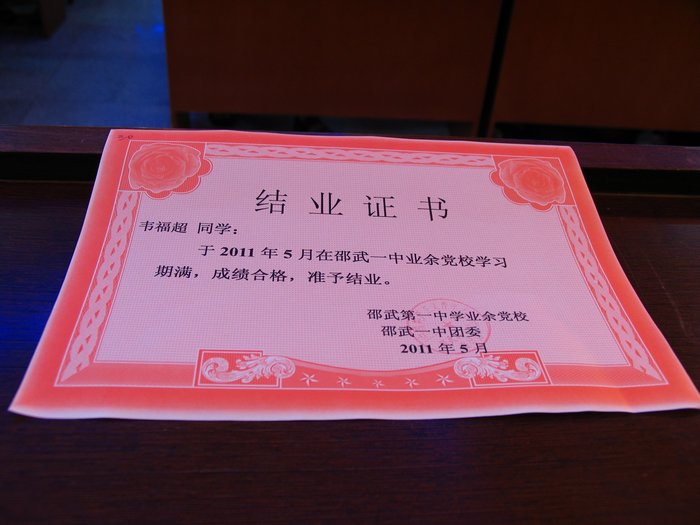 结业证书
韦福超 同学：
于 2011 年 5 月在邵武一中业余党校学习
期满，成绩合格，准予结业。
邵武第一中学业余党校
邵武一中团委
2011 年 5 月